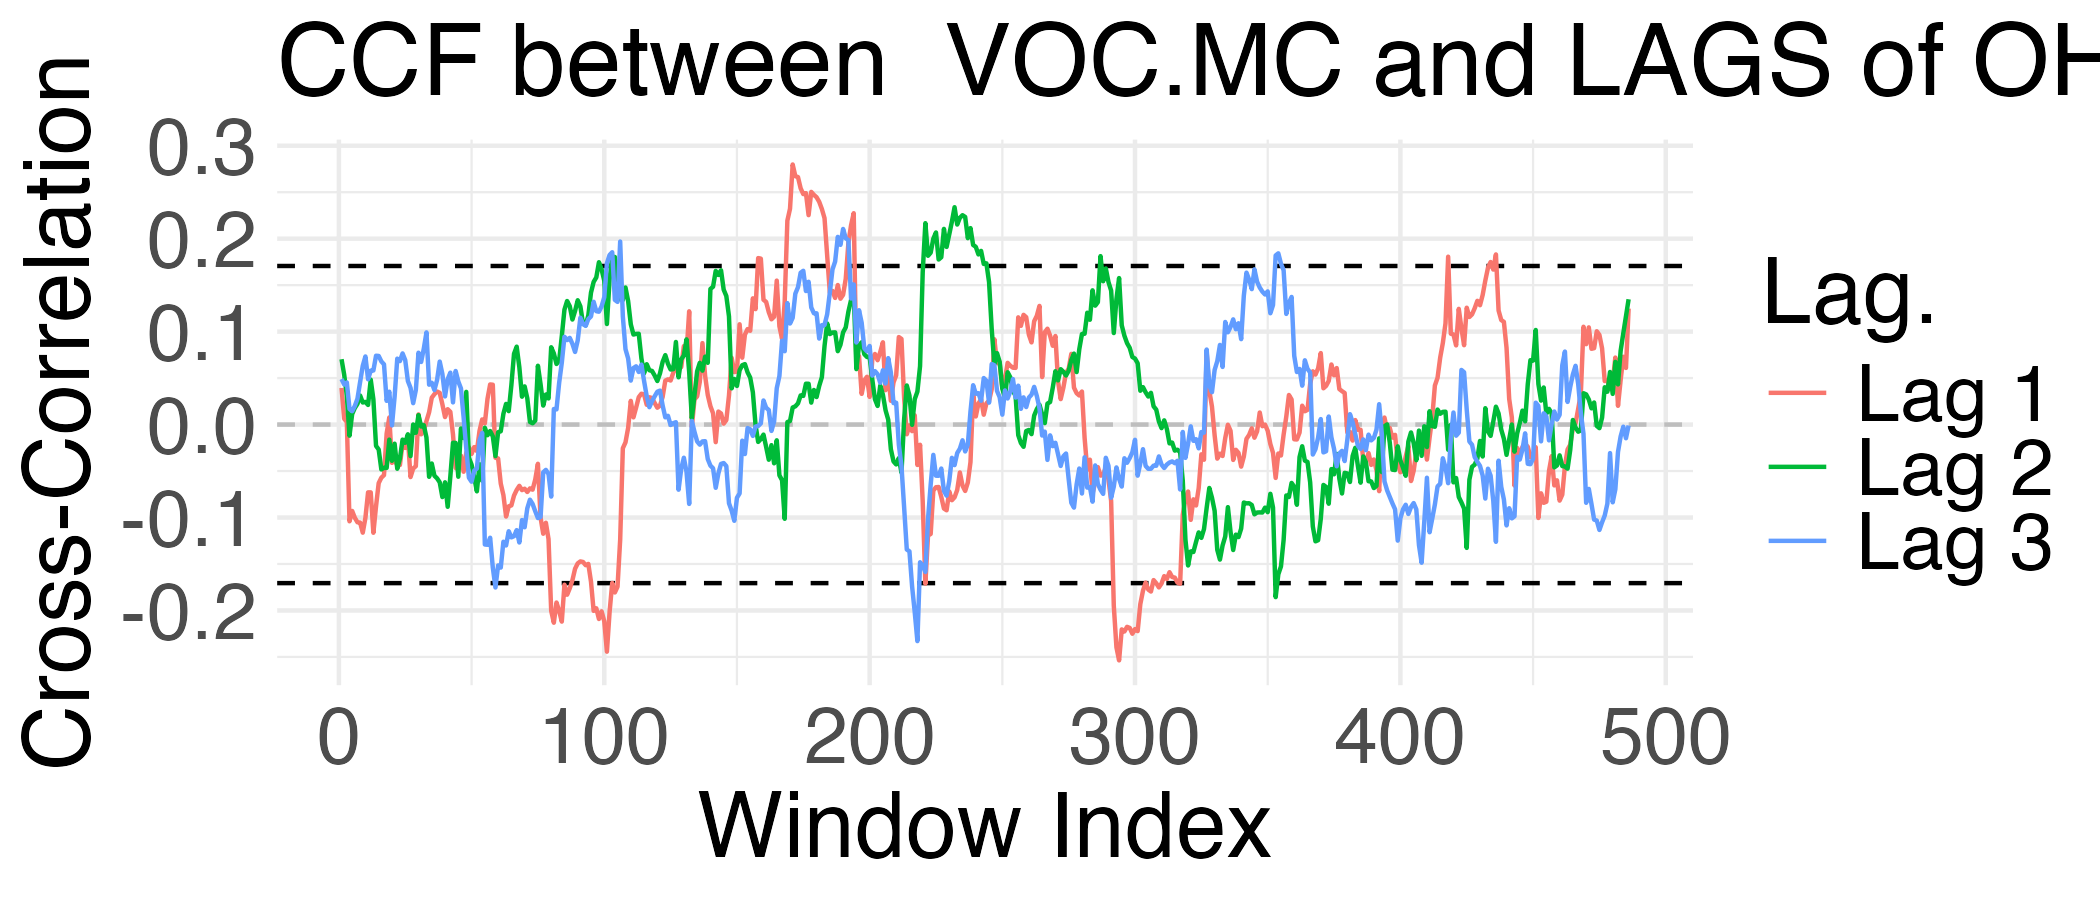 CCF between VOC.MC and LAGS of OH
Cross-Correlation
0.3
0.2
0.1
0.0
-0.1
-0.2
0
100
200
300
400
500
Window Index
Lag.
Lag 1
Lag 2
Lag 3